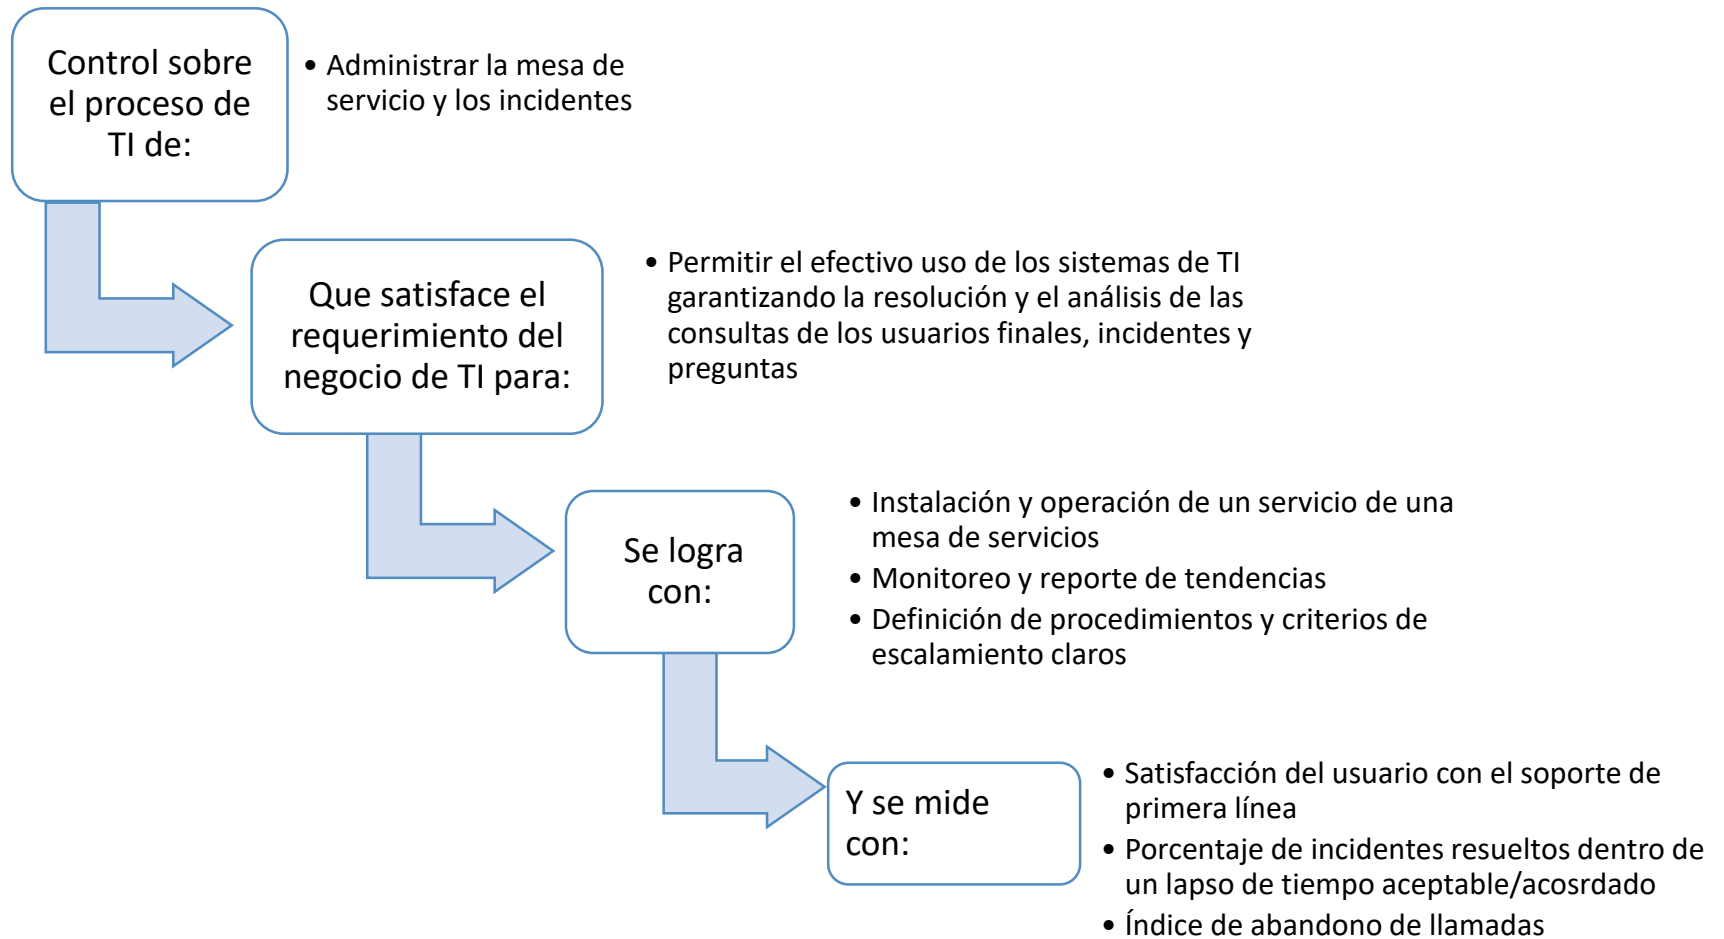 Control sobre
el proceso de
TI de:
• Administrar la mesa de
servicio y los incidentes
Que satisface el
requerimiento del
negocio de TI para:
• Permitir el efectivo uso de los sistemas de TI
garantizando la resolución y el análisis de las
consultas de los usuarios finales, incidentes y
preguntas
Se logra
con:
• Instalación y operación de un servicio de una
mesa de servicios
• Monitoreo y reporte de tendencias
• Definición de procedimientos y criterios de
escalamiento claros
Y se mide
con:
• Satisfacción del usuario con el soporte de
primera línea
• Porcentaje de incidentes resueltos dentro de
un lapso de tiempo aceptable/acosrdado
• Índice de abandono de llamadas